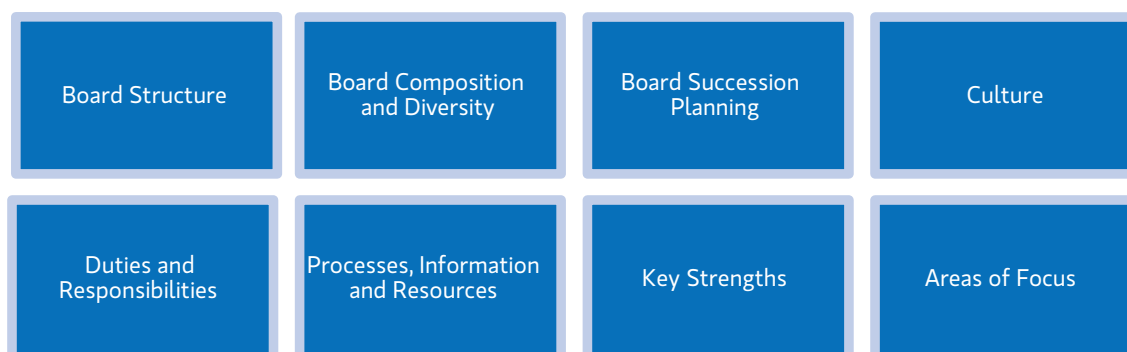 Board Structure
Board Composition
and Diversity
Board Succession
Planning
Culture
Duties and
Responsibilities
Processes, Information
and Resources
Key Strengths
Areas of Focus